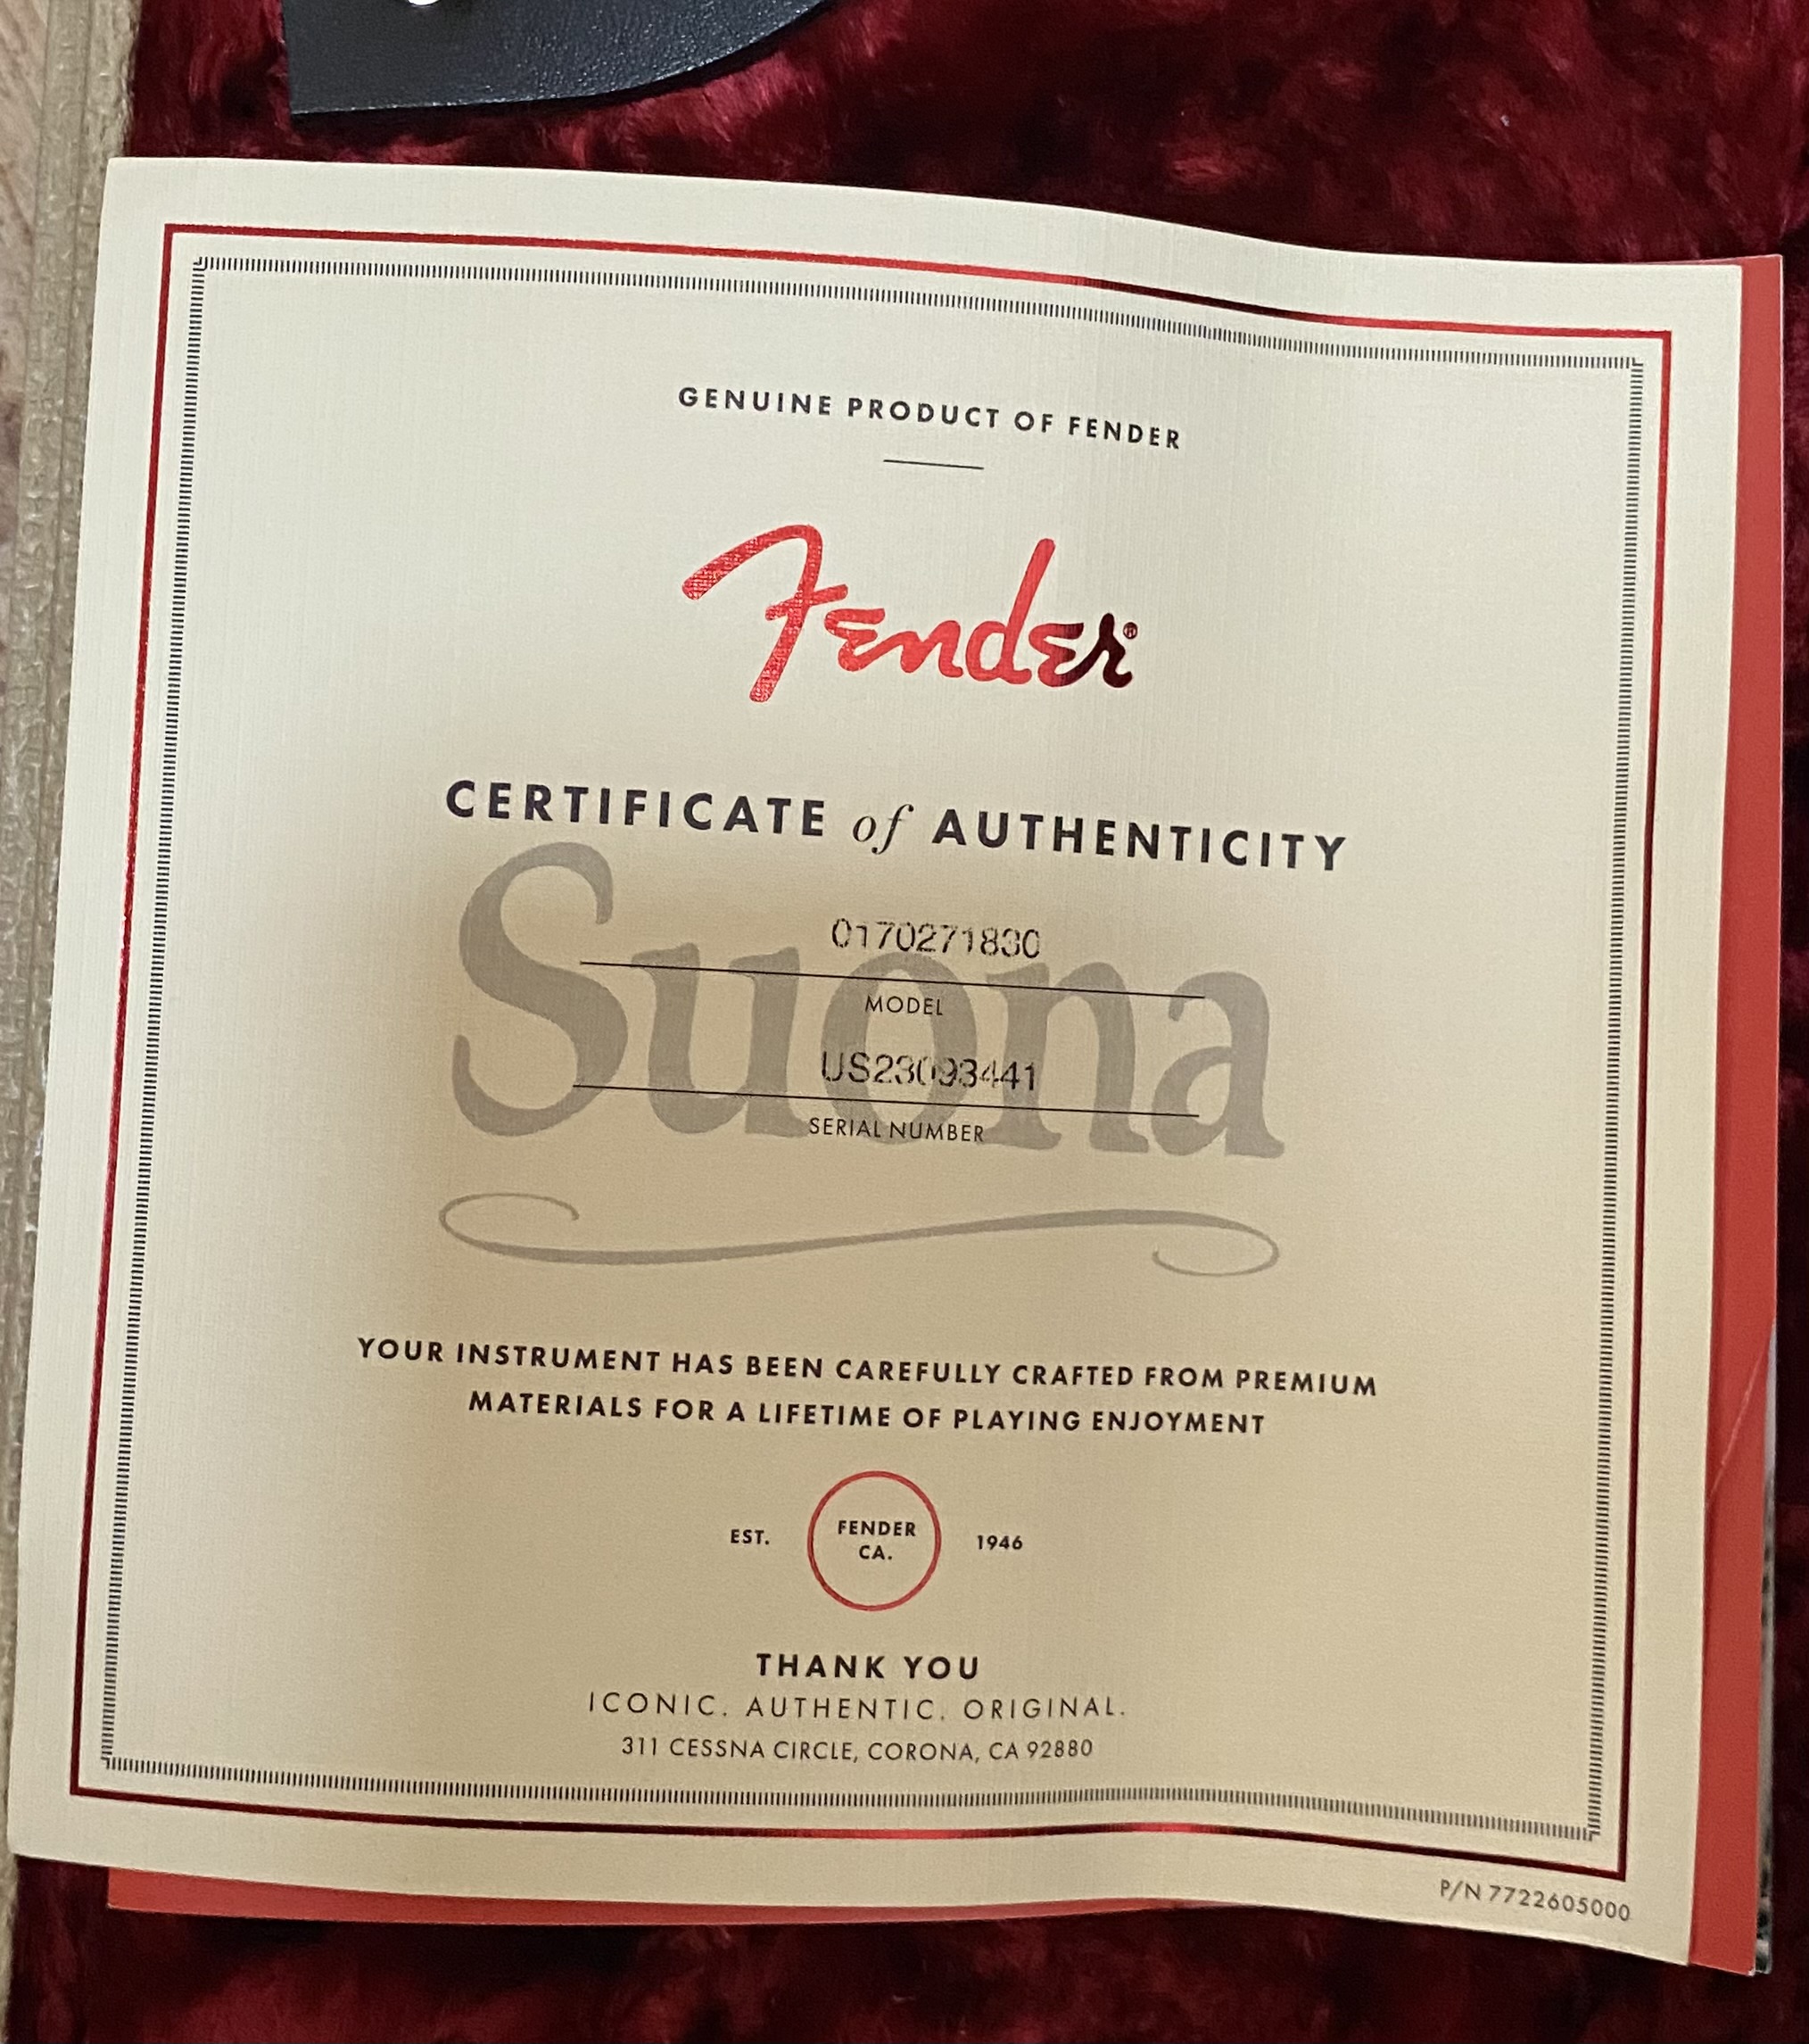 GENUINE PRODUCT OF FENDER
Fender®
CERTIFICATE of AUTHENTICITY
Suona
0170271830
MODEL
US23093441
SERIAL NUMBER
YOUR INSTRUMENT HAS BEEN CAREFULLY CRAFTED FROM PREMIUM
MATERIALS FOR A LIFETIME OF PLAYING ENJOYMENT
EST. FENDER CA. 1946
THANK YOU
ICONIC. AUTHENTIC. ORIGINAL.
311 CESSNA CIRCLE, CORONA, CA 92880
P/N 7722605000